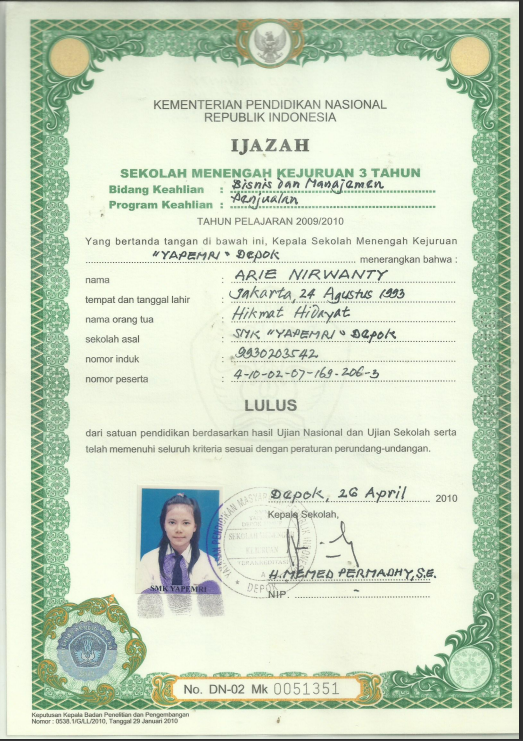 KEMENTERIAN PENDIDIKAN NASIONAL
REPUBLIK INDONESIA
IJAZAH
SEKOLAH MENENGAH KEJURUAN 3 TAHUN
Bidang Keahlian : Bisnis dan Manajemen
Program Keahlian : Penjualan
TAHUN PELAJARAN 2009/2010
Yang bertanda tangan di bawah ini, Kepala Sekolah Menengah Kejuruan
"YAPEMRI" Depok menerangkan bahwa :
nama : ARIE NIRWANTY
tempat dan tanggal lahir : Jakarta, 24 Agustus 1993
nama orang tua : Hikmat Hidayat
sekolah asal : SMK "YAPEMRI" Depok
nomor induk : 9930203542
nomor peserta : 4-10-02-07-169-206-3
LULUS
dari satuan pendidikan berdasarkan hasil Ujian Nasional dan Ujian Sekolah serta
telah memenuhi seluruh kriteria sesuai dengan peraturan perundang-undangan.
Depok, 26 April 2010
Kepala Sekolah,
H. MEMED PERMADHY, S.E.
NIP. -
SMK YAPEMRI
DEPOK
No. DN-02 Mk 0051351
Keputusan Kepala Badan Penelitian dan Pengembangan
Nomor : 0538.1/G/LL/2010, Tanggal 29 Januari 2010